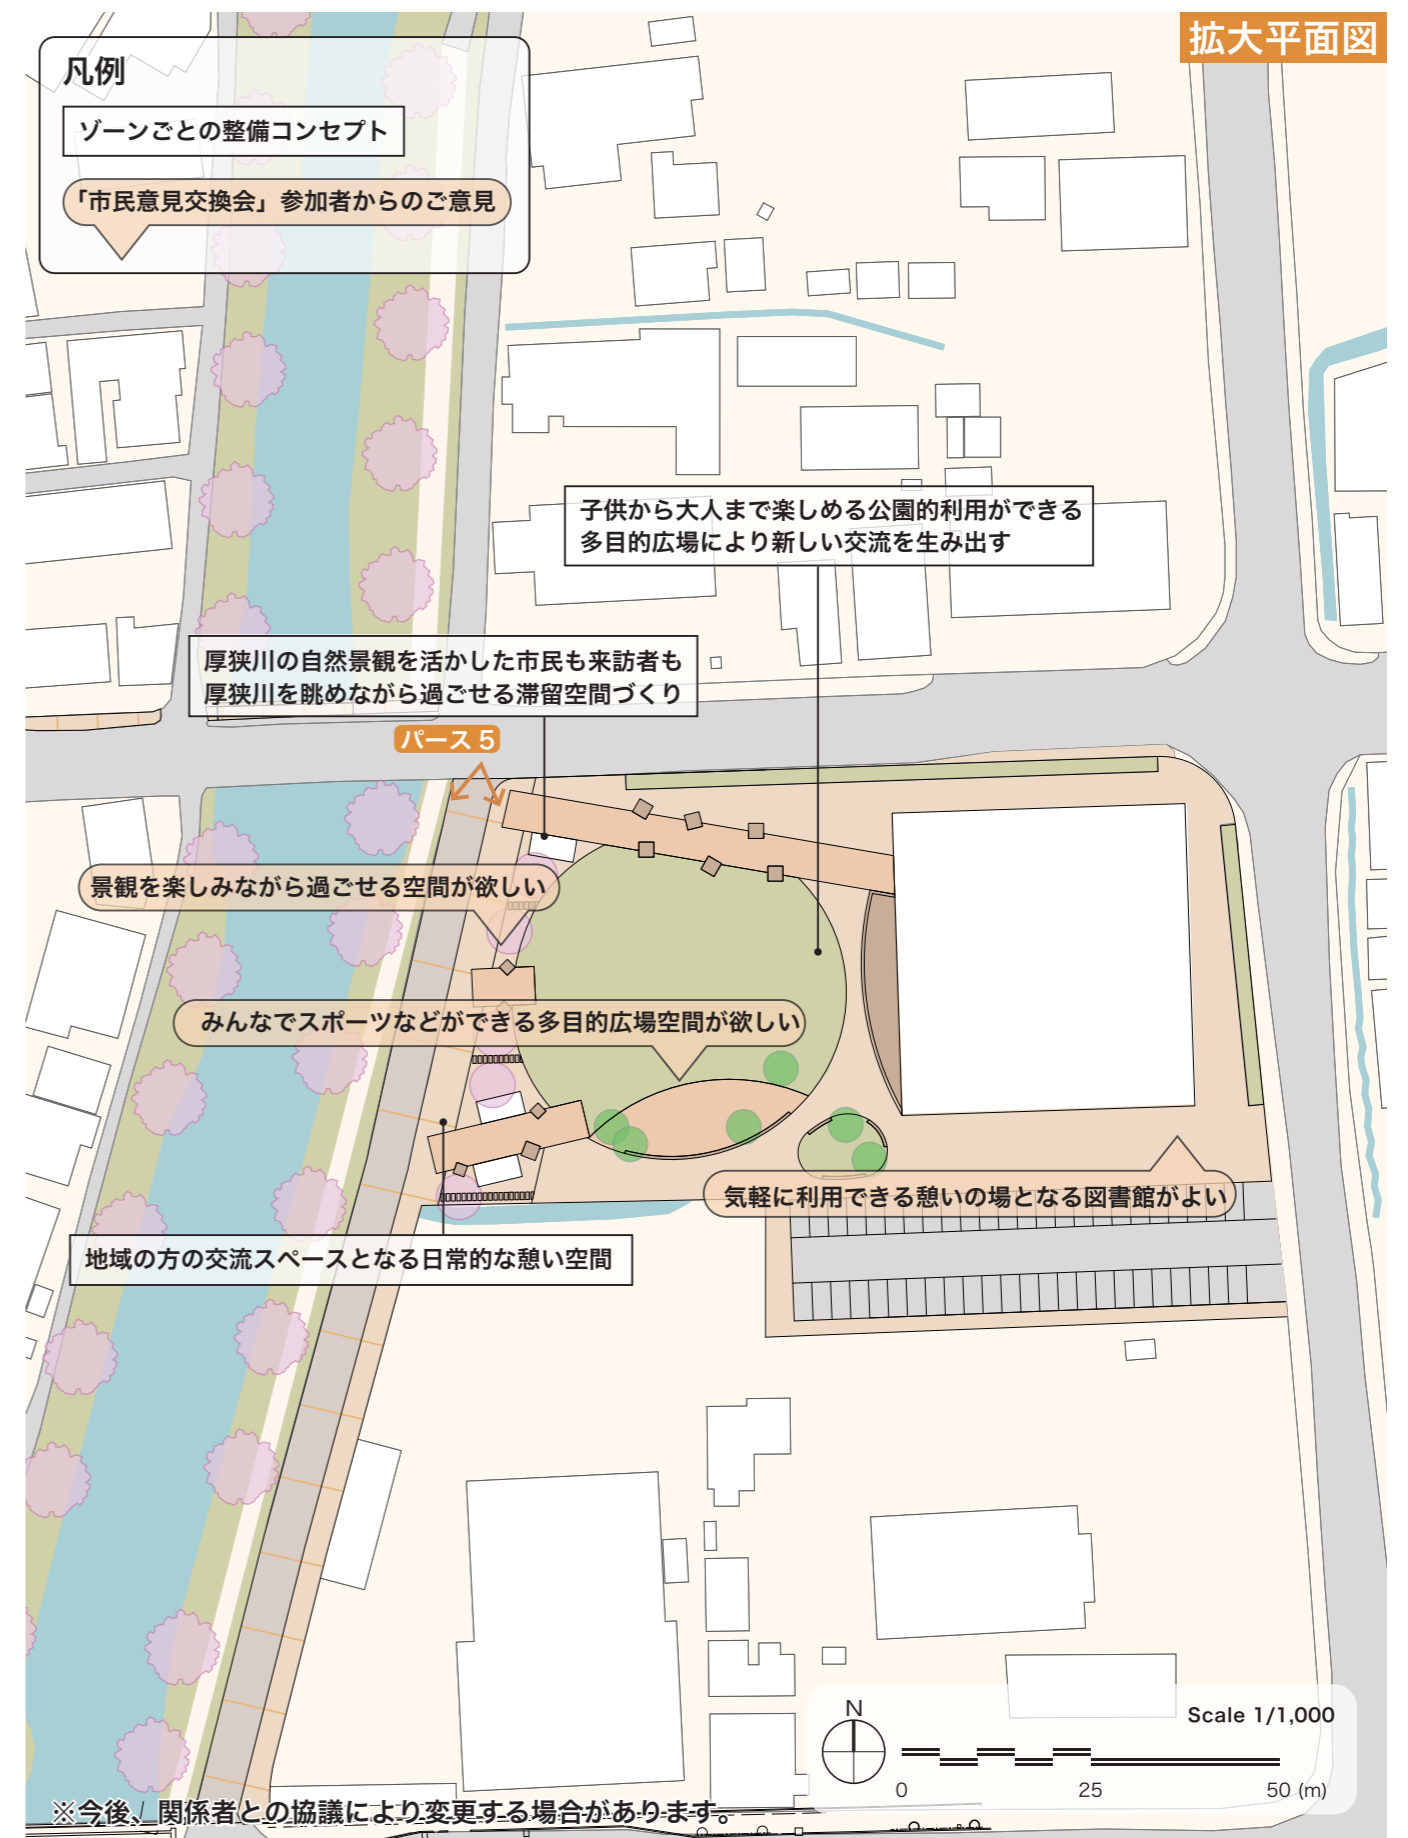 拡大平面図
凡例
ゾーンごとの整備コンセプト
「市民意見交換会」参加者からのご意見
子供から大人まで楽しめる公園的利用ができる
多目的広場により新しい交流を生み出す
厚狭川の自然景観を活かした市民も来訪者も
厚狭川を眺めながら過ごせる滞留空間づくり
パース 5
景観を楽しみながら過ごせる空間が欲しい
みんなでスポーツなどができる多目的広場空間が欲しい
気軽に利用できる憩いの場となる図書館がよい
地域の方の交流スペースとなる日常的な憩い空間
N
Scale 1/1,000
0 25 50 (m)
※今後、関係者との協議により変更する場合があります。